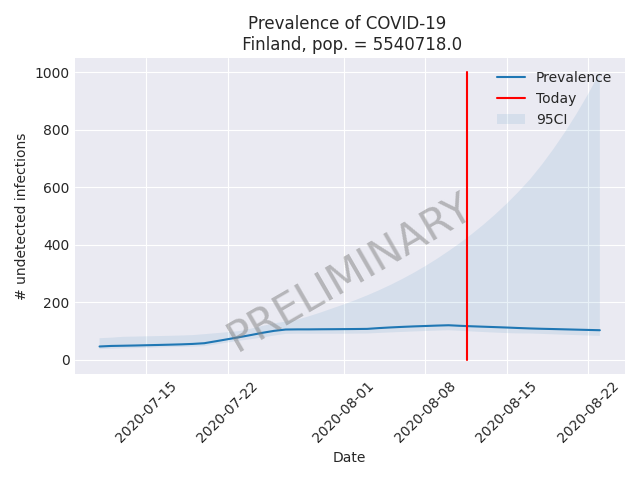 Prevalence of COVID-19
Finland, pop. = 5540718.0
1000
800
600
400
200
0
# undetected infections
Prevalence
Today
95CI
PRELIMINARY
2020-07-15
2020-07-22
2020-08-01
2020-08-08
2020-08-15
2020-08-22
Date